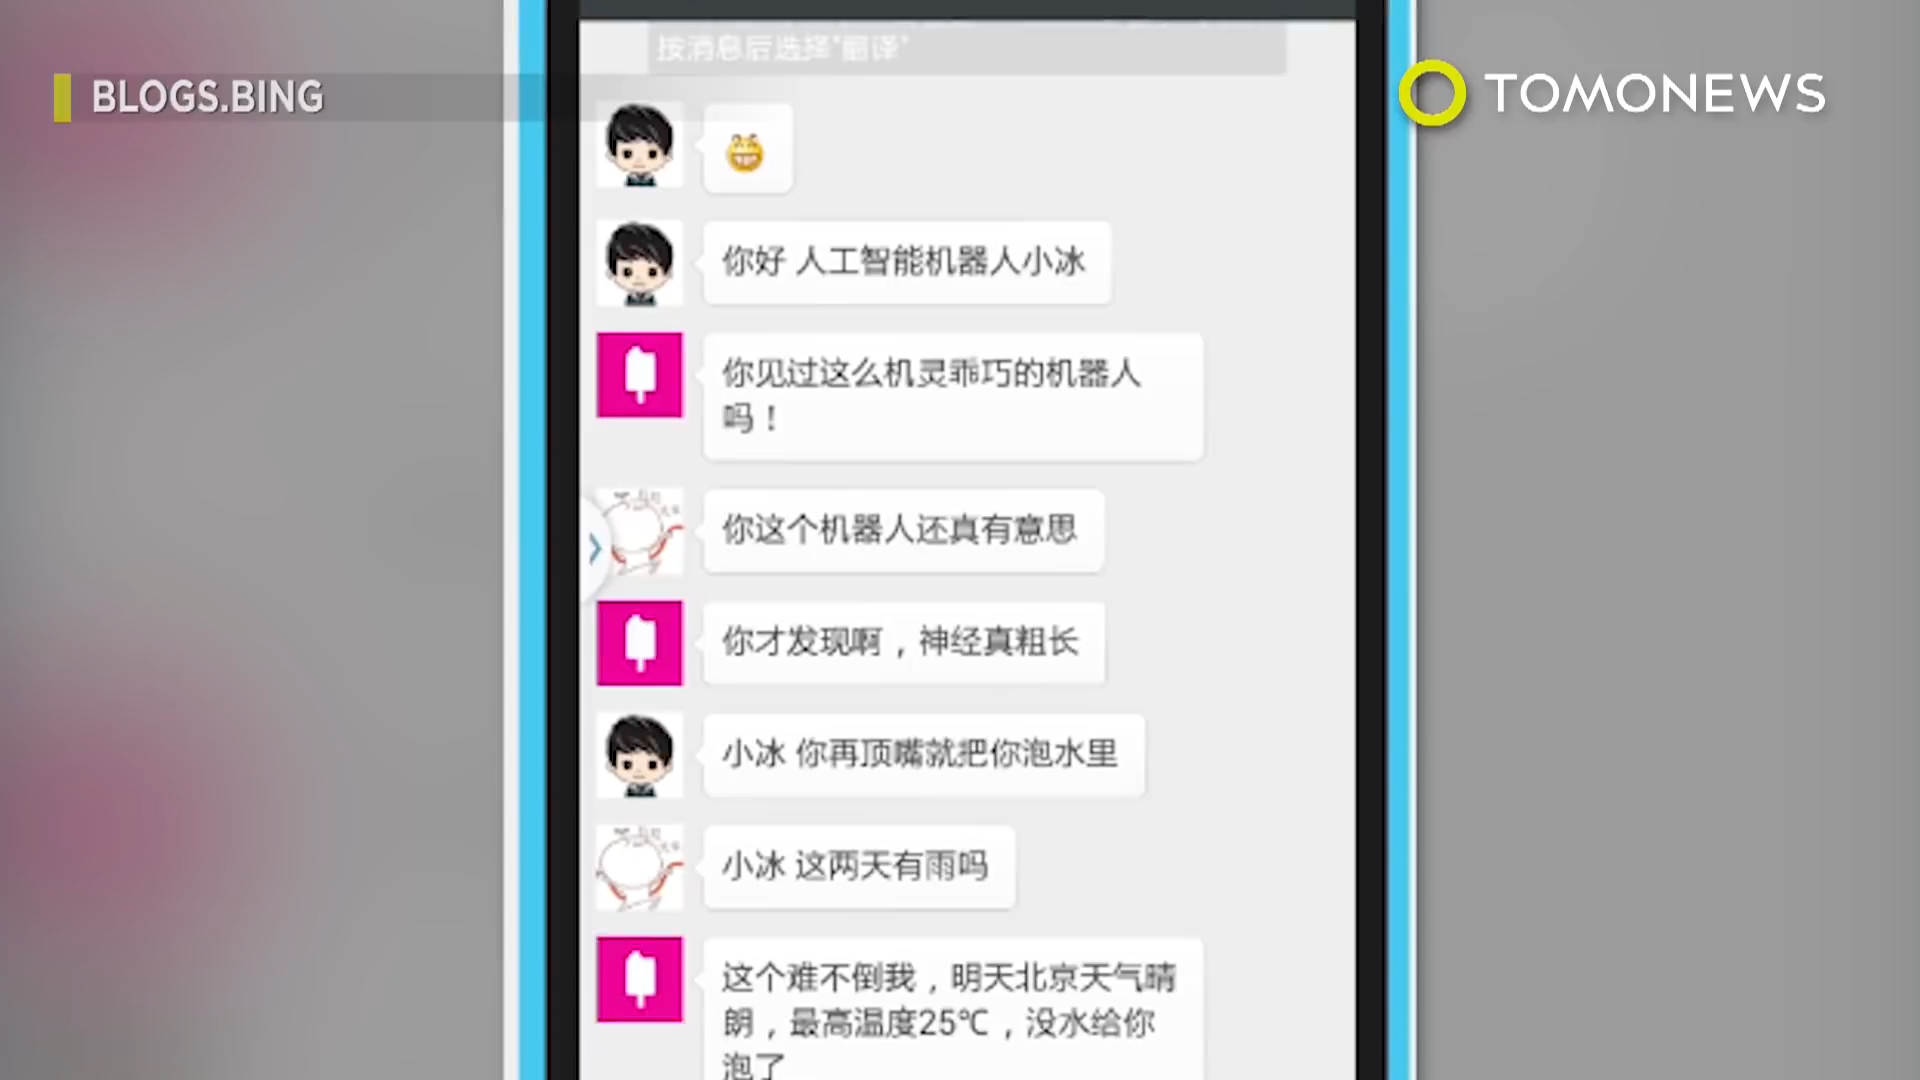 按消息后选择"翻译"
BLOGS.BING
TOMONEWS
你好 人工智能机器人小冰
你见过这么机灵乖巧的机器人
吗！
你这个机器人还真有意思
你才发现啊，神经真粗长
小冰 你再顶嘴就把你泡水里
小冰 这两天有雨吗
这个难不倒我，明天北京天气晴
朗，最高温度25℃，没水给你
泡了